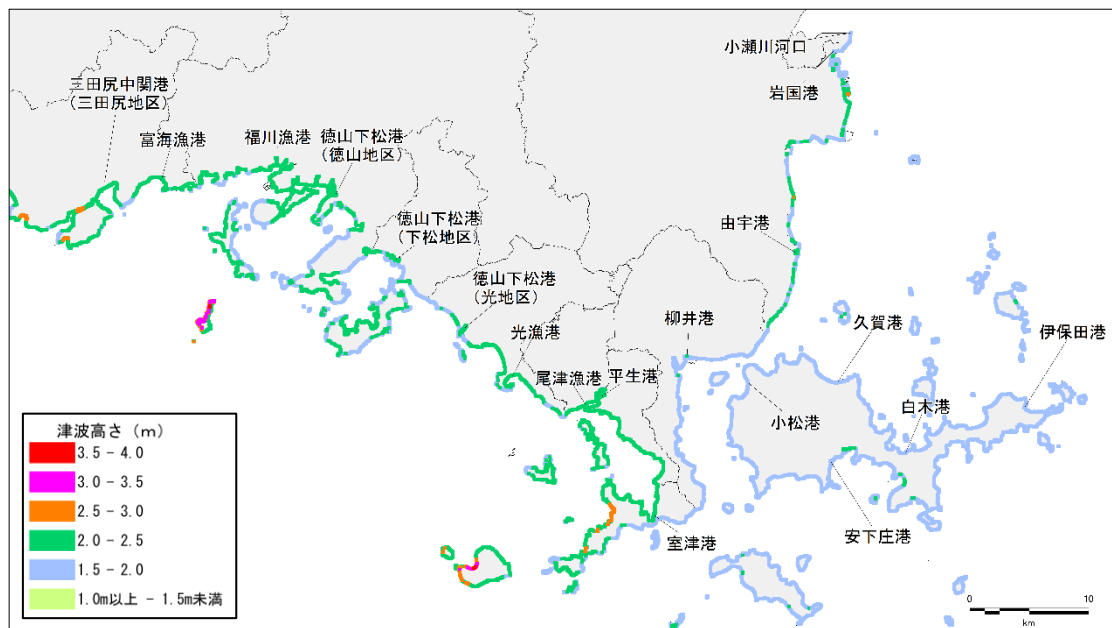 小瀬川河口
三田尻中関港
(三田尻地区)
岩国港
富海漁港
福川漁港
徳山下松港
(徳山地区)
徳山下松港
(下松地区)
由宇港
徳山下松港
(光地区)
光漁港
柳井港
久賀港
伊保田港
尾津漁港
平生港
小松港
白木港
室津港
安下庄港
津波高さ (m)
3.5 - 4.0
3.0 - 3.5
2.5 - 3.0
2.0 - 2.5
1.5 - 2.0
1.0m以上 - 1.5m未満
0 10
km